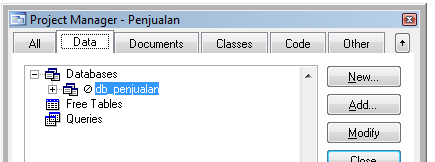 Project Manager - Penjualan
All Data Documents Classes Code Other
Databases
db_penjualan
Free Tables
Queries
New...
Add...
Modify
Close